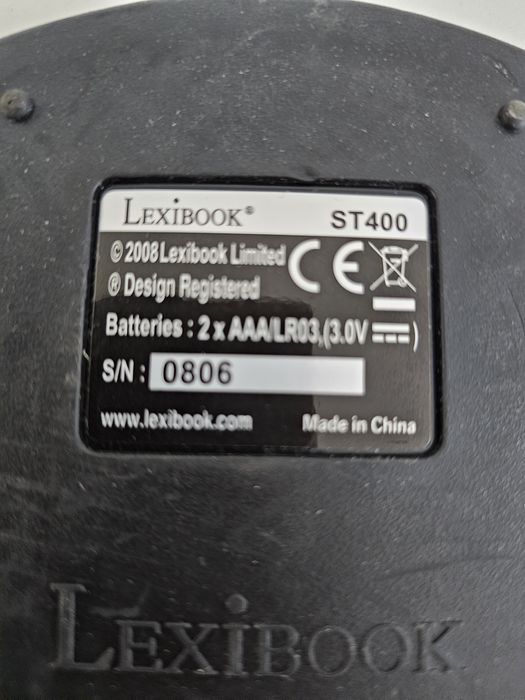 LEXIBOOK® ST400
© 2008 Lexibook Limited CE
® Design Registered
Batteries : 2 x AAA/LR03,(3.0V ⎓)
S/N : 0806
www.lexibook.com Made in China
LEXIBOOK